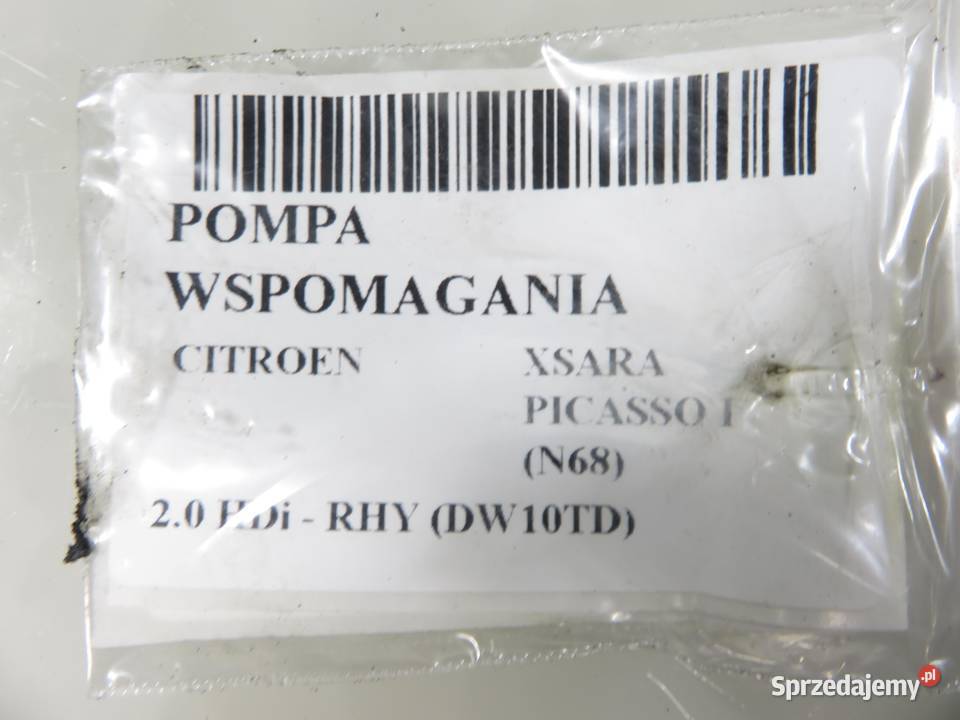 POMPA
WSPOMAGANIA
CITROEN XSARA
PICASSO I
(N68)
2.0 HDi - RHY (DW10TD)
Sprzedajemy.pl